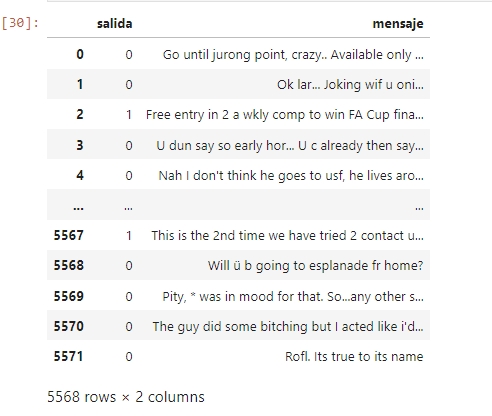 [30]:
salida mensaje
0 0 Go until jurong point, crazy.. Available only ...
1 0 Ok lar... Joking wif u oni...
2 1 Free entry in 2 a wkly comp to win FA Cup fina...
3 0 U dun say so early hor... U c already then say...
4 0 Nah I don't think he goes to usf, he lives aro...
... ... ...
5567 1 This is the 2nd time we have tried 2 contact u...
5568 0 Will ü b going to esplanade fr home?
5569 0 Pity, * was in mood for that. So...any other s...
5570 0 The guy did some bitching but I acted like i'd...
5571 0 Rofl. Its true to its name
5568 rows × 2 columns